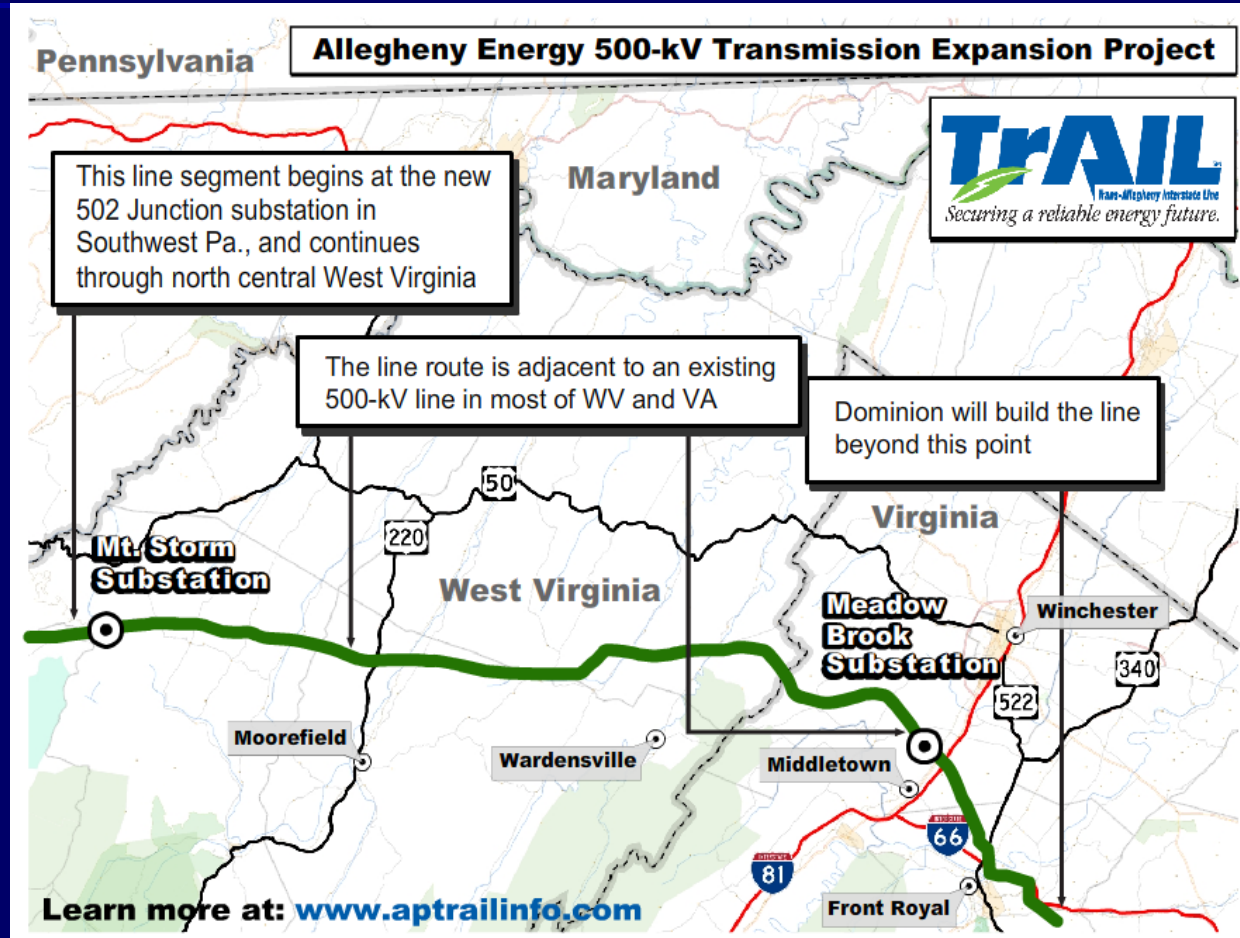 Pennsylvania
Allegheny Energy 500-kV Transmission Expansion Project
TrAIL
Trans-Allegheny Interstate Line
Securing a reliable energy future.
This line segment begins at the new
502 Junction substation in
Southwest Pa., and continues
through north central West Virginia
Maryland
The line route is adjacent to an existing
500-kV line in most of WV and VA
Dominion will build the line
beyond this point
50
220
Virginia
Mt. Storm
Substation
West Virginia
Meadow
Brook
Substation
Winchester
340
522
Moorefield
Wardensville
Middletown
66
81
Front Royal
Learn more at: www.aptrailinfo.com